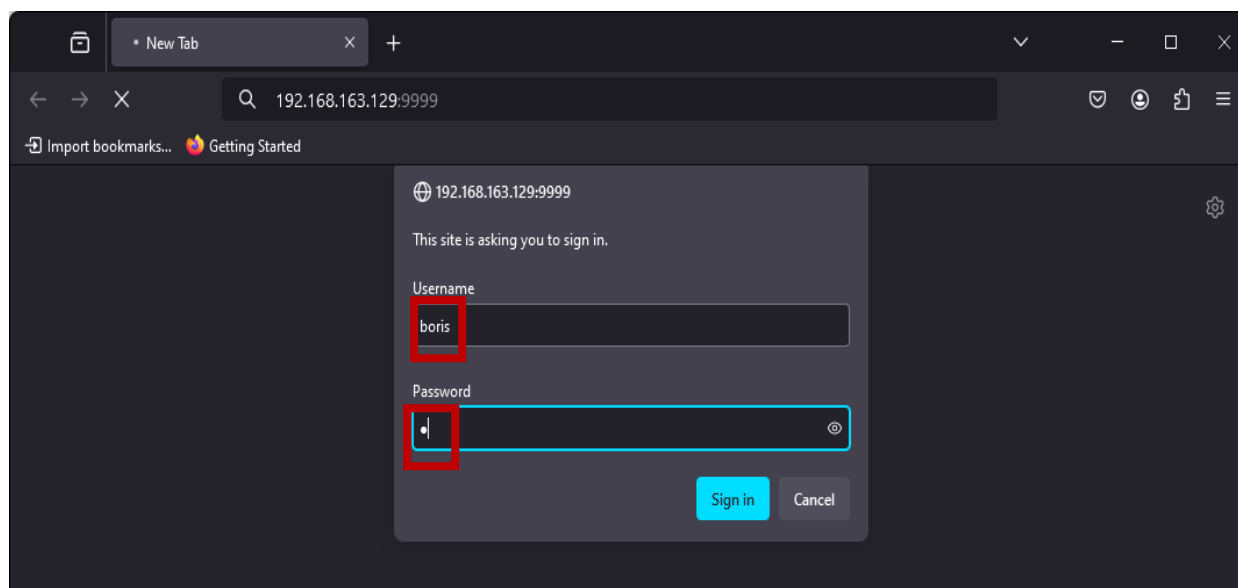 New Tab
192.168.163.129:9999
Import bookmarks... Getting Started
192.168.163.129:9999
This site is asking you to sign in.
Username
boris
Password
•
Sign in Cancel